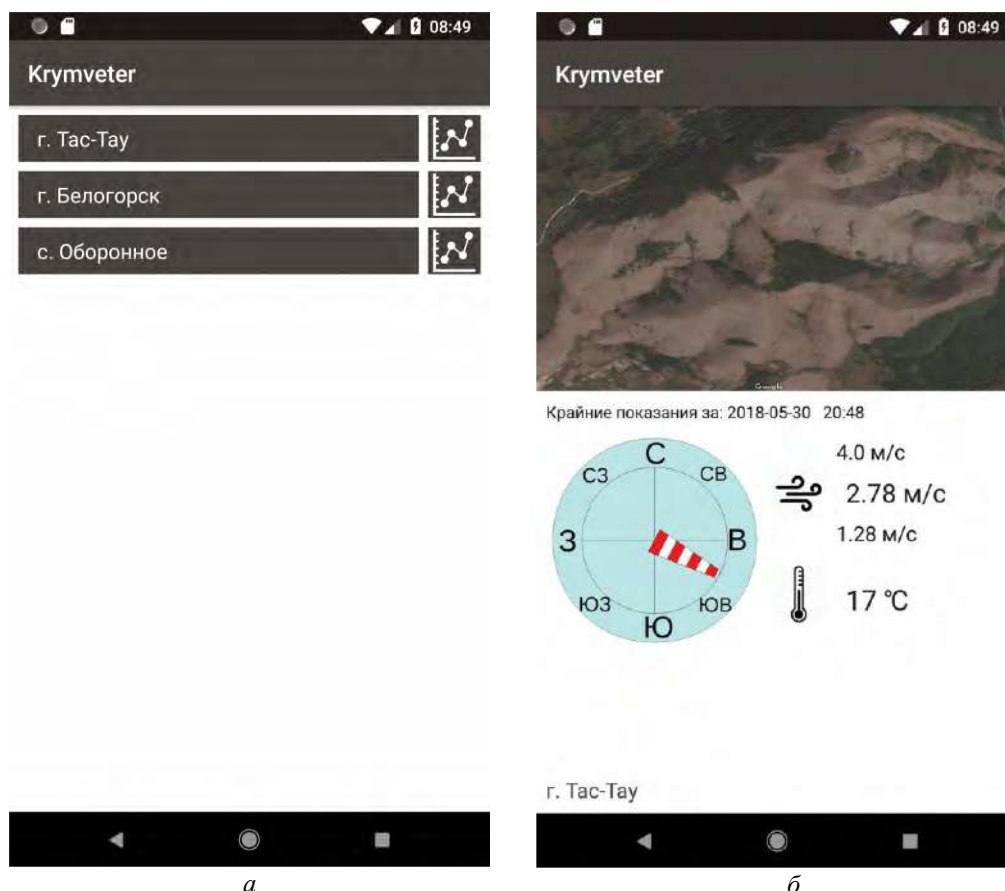 08:49
Krymveter
г. Тас-Тау
г. Белогорск
с. Оборонное
а
08:49
Krymveter
Google
Крайние показания за: 2018-05-30 20:48
С
СЗ
СВ
З
В
ЮЗ
ЮВ
Ю
4.0 м/с
2.78 м/с
1.28 м/с
17 °C
г. Тас-Тау
б